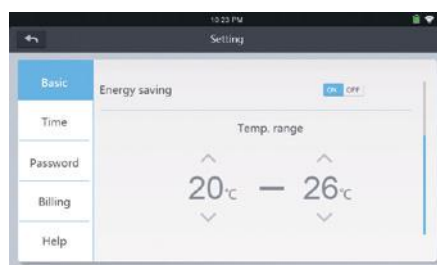 10:23 PM
Setting
Basic
Energy saving
ON OFF
Time
Temp. range
Password
20°C — 26°C
Billing
Help